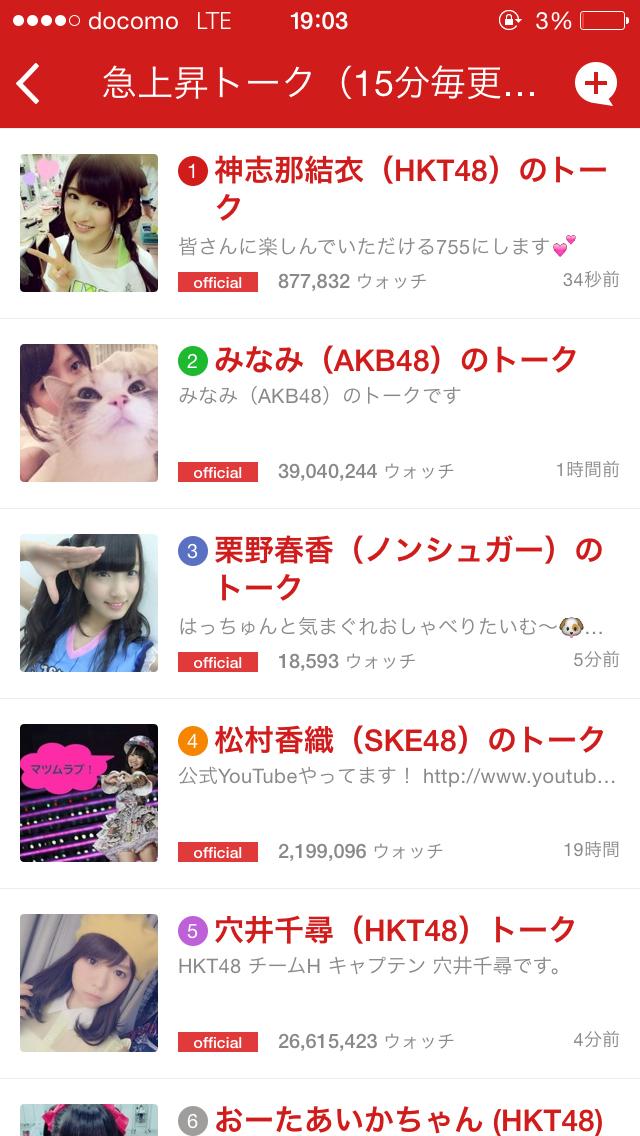 docomo LTE 19:03 3%
急上昇トーク（15分毎更…
1 神志那結衣（HKT48）のトー
ク
皆さんに楽しんでいただける755にします💕
official 877,832 ウォッチ 34秒前
2 みなみ（AKB48）のトーク
みなみ（AKB48）のトークです
official 39,040,244 ウォッチ 1時間前
3 栗野春香（ノンシュガー）の
トーク
はっちゅんと気まぐれおしゃべりたいむ〜🐶…
official 18,593 ウォッチ 5分前
マツムラブ！
4 松村香織（SKE48）のトーク
公式YouTubeやってます！ http://www.youtub…
official 2,199,096 ウォッチ 19時間
5 穴井千尋（HKT48）トーク
HKT48 チームH キャプテン 穴井千尋です。
official 26,615,423 ウォッチ 4分前
6 おーたあいかちゃん (HKT48)